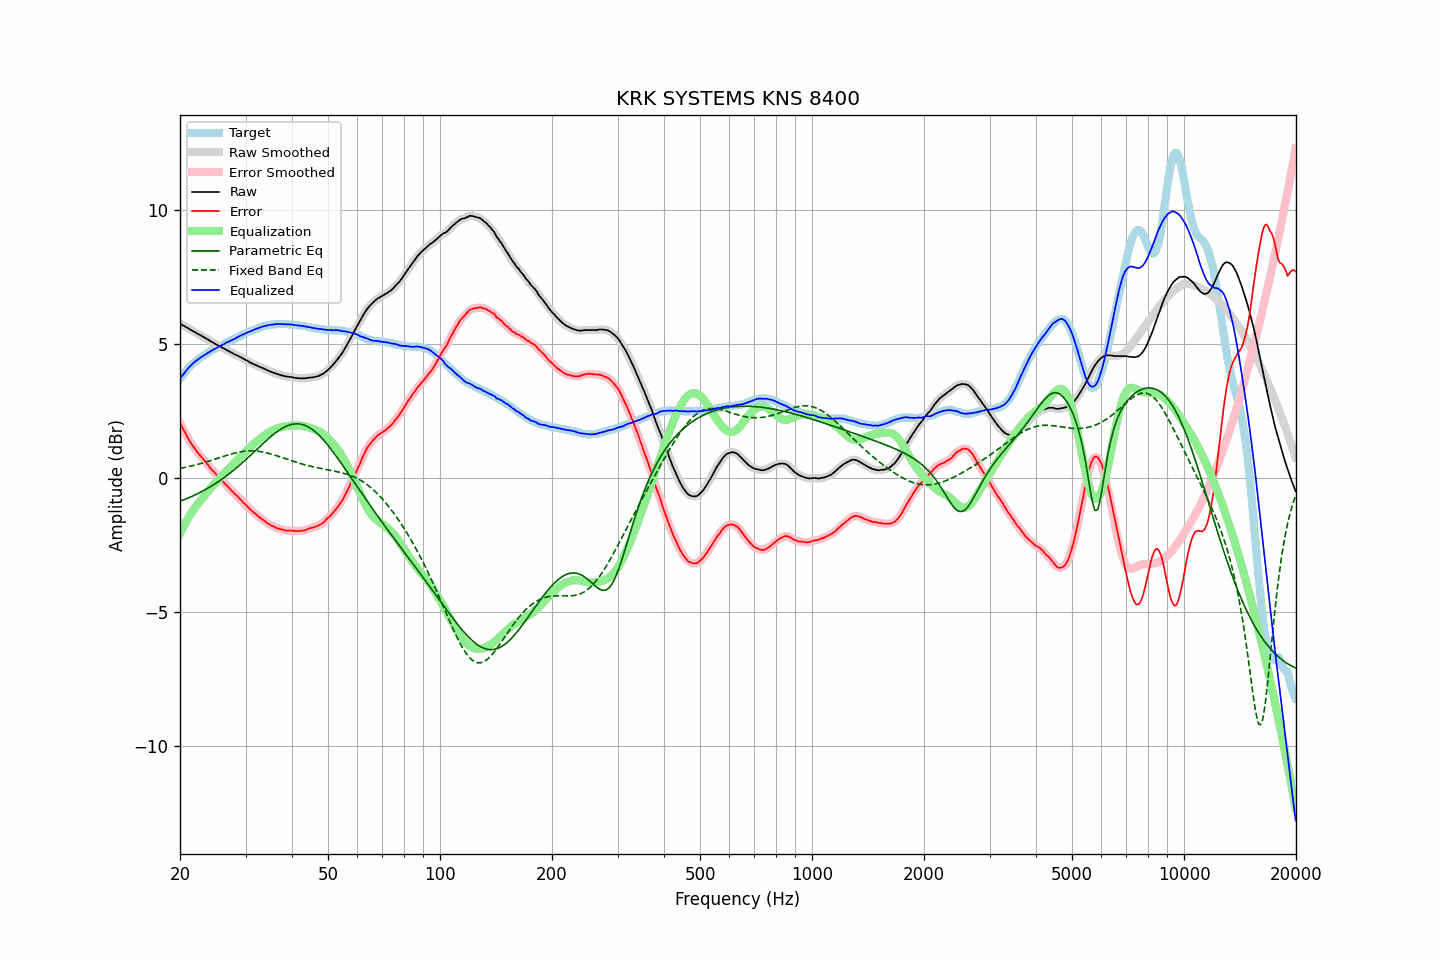 KRK SYSTEMS KNS 8400
Target
Raw Smoothed
Error Smoothed
Raw
Error
Equalization
Parametric Eq
Fixed Band Eq
Equalized
10
5
0
−5
−10
Amplitude (dBr)
20 50 100 200 500 1000 2000 5000 10000 20000
Frequency (Hz)